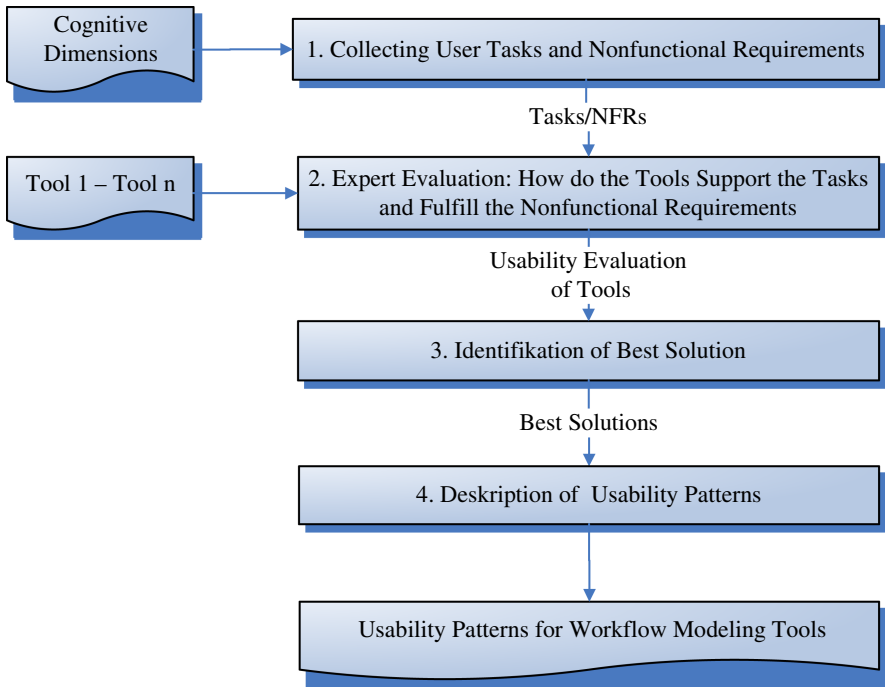 Cognitive
Dimensions
1. Collecting User Tasks and Nonfunctional Requirements
Tasks/NFRs
Tool 1 – Tool n
2. Expert Evaluation: How do the Tools Support the Tasks
and Fulfill the Nonfunctional Requirements
Usability Evaluation
of Tools
3. Identifikation of Best Solution
Best Solutions
4. Deskription of Usability Patterns
Usability Patterns for Workflow Modeling Tools